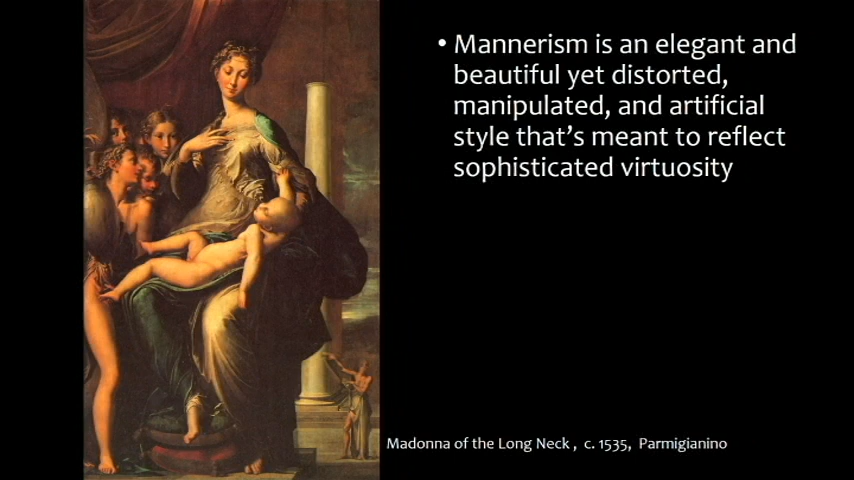 • Mannerism is an elegant and
beautiful yet distorted,
manipulated, and artificial
style that's meant to reflect
sophisticated virtuosity
Madonna of the Long Neck , c. 1535, Parmigianino